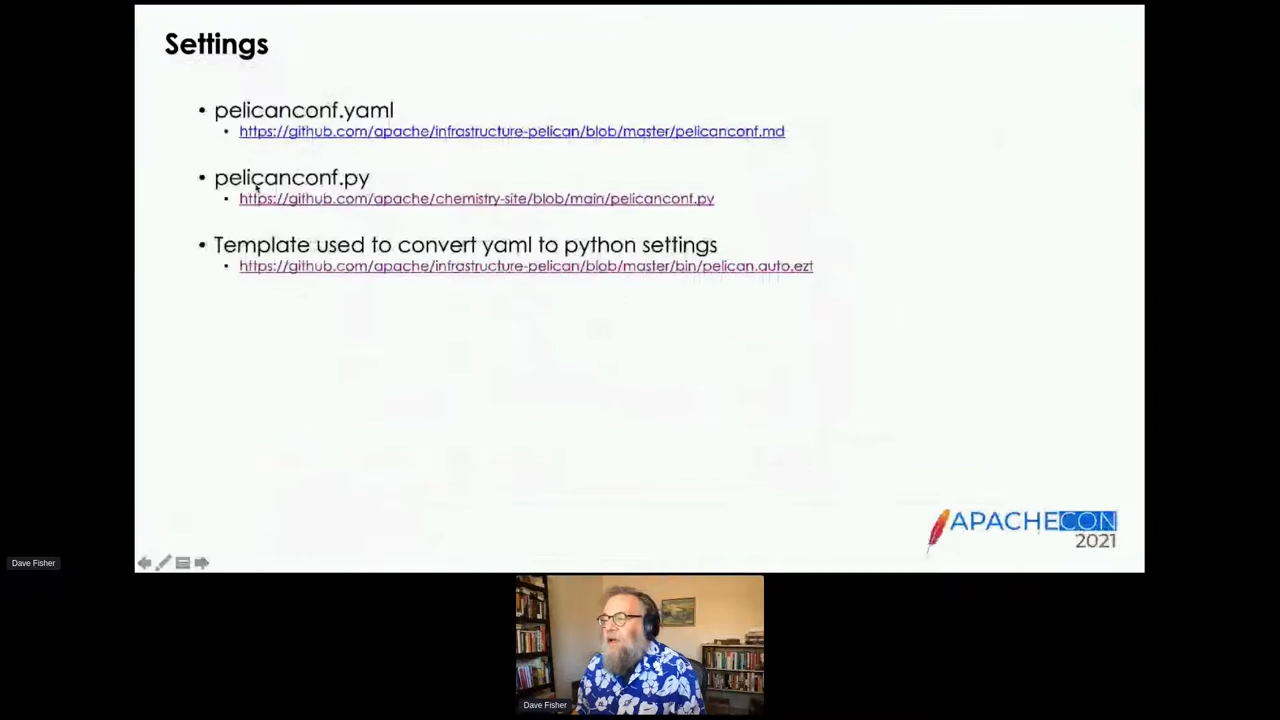 Settings
• pelicanconf.yaml
• https://github.com/apache/infrastructure-pelican/blob/master/pelicanconf.md
• pelicanconf.py
• https://github.com/apache/chemistry-site/blob/main/pelicanconf.py
• Template used to convert yaml to python settings
• https://github.com/apache/infrastructure-pelican/blob/master/bin/pelican.auto.ezt
APACHECON
2021
Dave Fisher
Dave Fisher